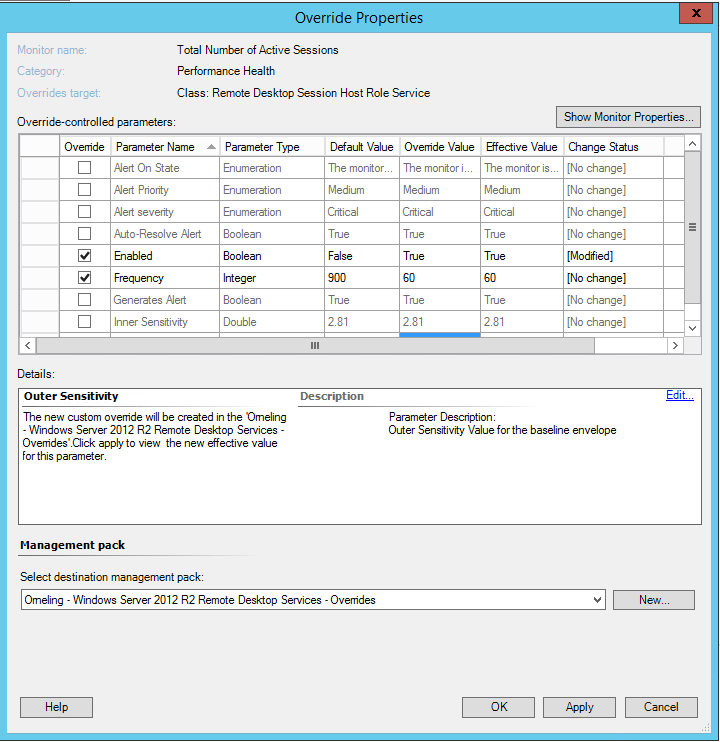 Override Properties
x
Monitor name: Total Number of Active Sessions
Category: Performance Health
Overrides target: Class: Remote Desktop Session Host Role Service
Override-controlled parameters:
Show Monitor Properties...
Override Parameter Name Parameter Type Default Value Override Value Effective Value Change Status
Alert On State Enumeration The monitor... The monitor i... The monitor is... [No change]
Alert Priority Enumeration Medium Medium Medium [No change]
Alert severity Enumeration Critical Critical Critical [No change]
Auto-Resolve Alert Boolean True True True [No change]
Enabled Boolean False True True [Modified]
Frequency Integer 900 60 60 [No change]
Generates Alert Boolean True True True [No change]
Inner Sensitivity Double 2.81 2.81 2.81 [No change]
Details:
Outer Sensitivity Description Edit...
The new custom override will be created in the 'Omeling
- Windows Server 2012 R2 Remote Desktop Services -
Overrides'.Click apply to view the new effective value
for this parameter.
Parameter Description:
Outer Sensitivity Value for the baseline envelope
Management pack
Select destination management pack:
Omeling - Windows Server 2012 R2 Remote Desktop Services - Overrides
New...
Help OK Apply Cancel